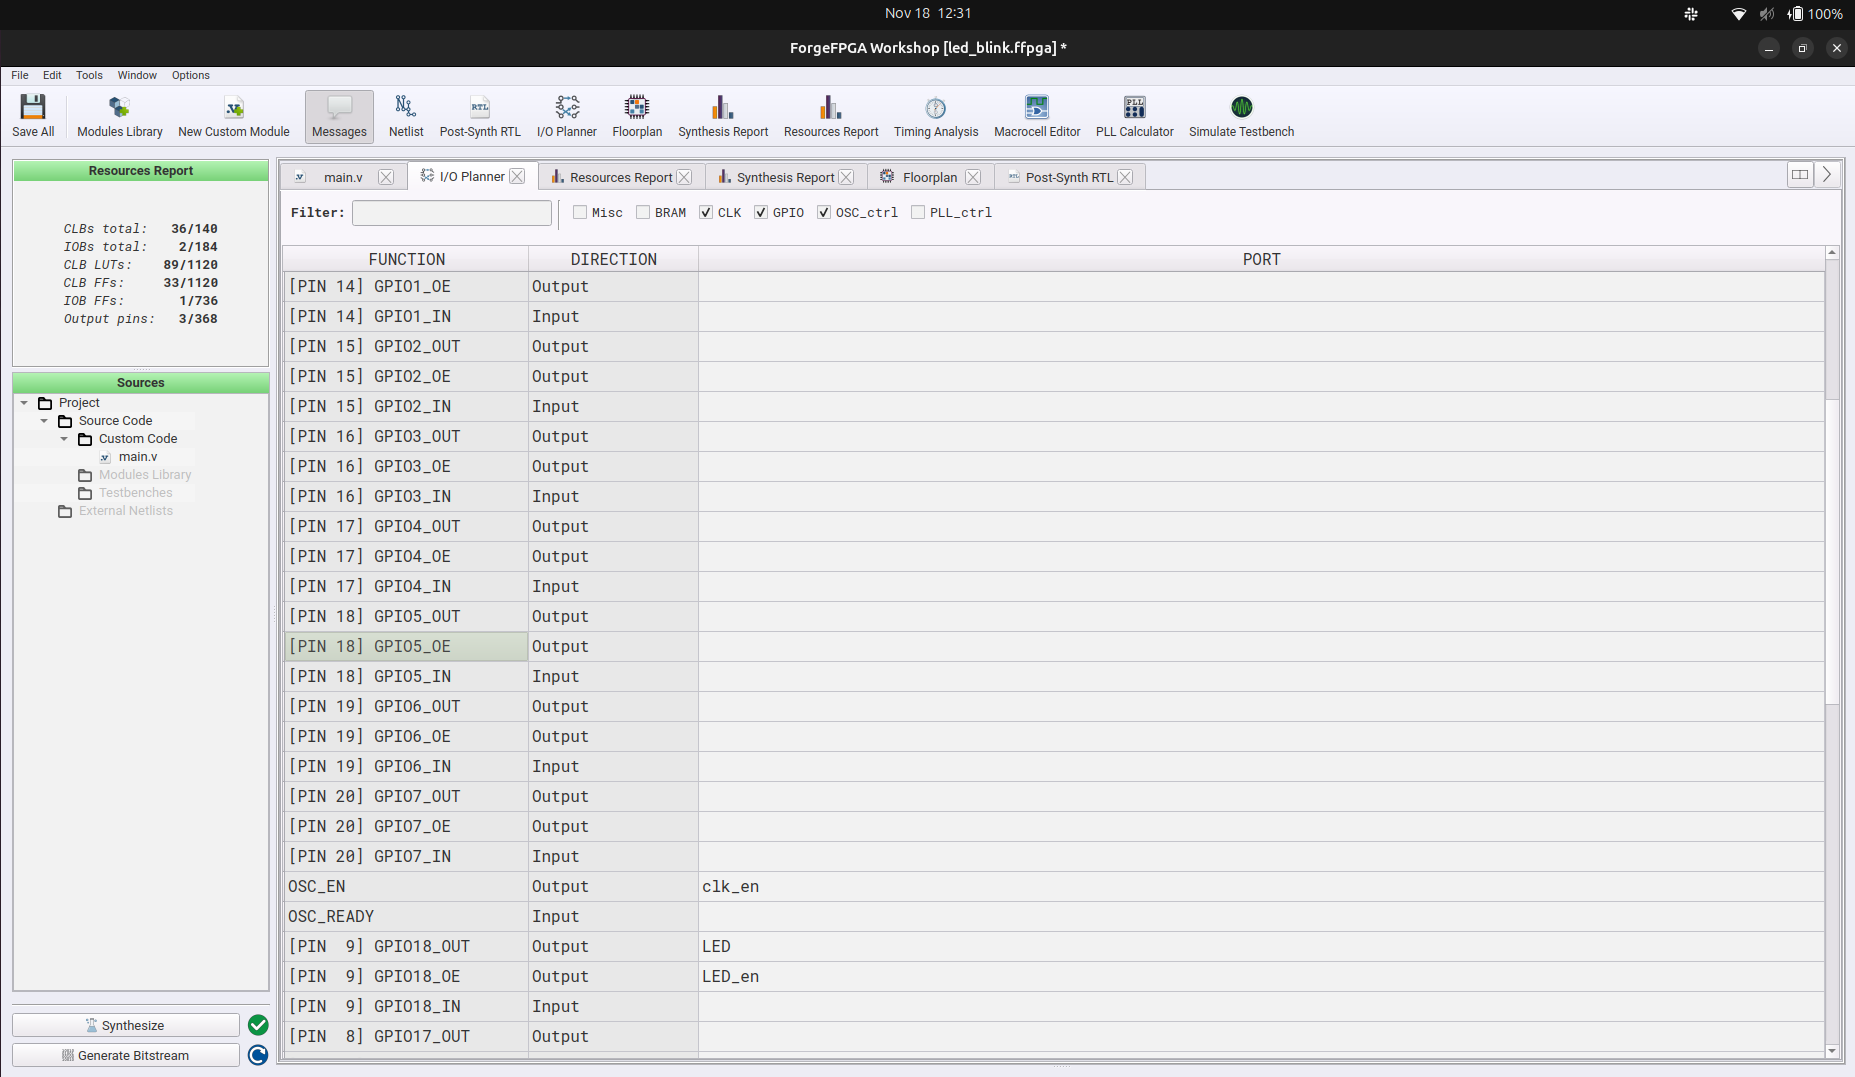 Nov 18  12:31
100%
ForgeFPGA Workshop [led_blink.ffpga] *
File Edit Tools Window Options
Save All Modules Library New Custom Module Messages Netlist Post-Synth RTL I/O Planner Floorplan Synthesis Report Resources Report Timing Analysis Macrocell Editor PLL Calculator Simulate Testbench
Resources Report
CLBs total: 36/140
IOBs total: 2/184
CLB LUTs: 89/1120
CLB FFs: 33/1120
IOB FFs: 1/736
Output pins: 3/368
Sources
Project
Source Code
Custom Code
main.v
Modules Library
Testbenches
External Netlists
Synthesize
Generate Bitstream
main.v I/O Planner Resources Report Synthesis Report Floorplan Post-Synth RTL
Filter: Misc BRAM CLK GPIO OSC_ctrl PLL_ctrl
FUNCTION DIRECTION PORT
[PIN 14] GPIO1_OE Output
[PIN 14] GPIO1_IN Input
[PIN 15] GPIO2_OUT Output
[PIN 15] GPIO2_OE Output
[PIN 15] GPIO2_IN Input
[PIN 16] GPIO3_OUT Output
[PIN 16] GPIO3_OE Output
[PIN 16] GPIO3_IN Input
[PIN 17] GPIO4_OUT Output
[PIN 17] GPIO4_OE Output
[PIN 17] GPIO4_IN Input
[PIN 18] GPIO5_OUT Output
[PIN 18] GPIO5_OE Output
[PIN 18] GPIO5_IN Input
[PIN 19] GPIO6_OUT Output
[PIN 19] GPIO6_OE Output
[PIN 19] GPIO6_IN Input
[PIN 20] GPIO7_OUT Output
[PIN 20] GPIO7_OE Output
[PIN 20] GPIO7_IN Input
OSC_EN Output clk_en
OSC_READY Input
[PIN  9] GPIO18_OUT Output LED
[PIN  9] GPIO18_OE Output LED_en
[PIN  9] GPIO18_IN Input
[PIN  8] GPIO17_OUT Output